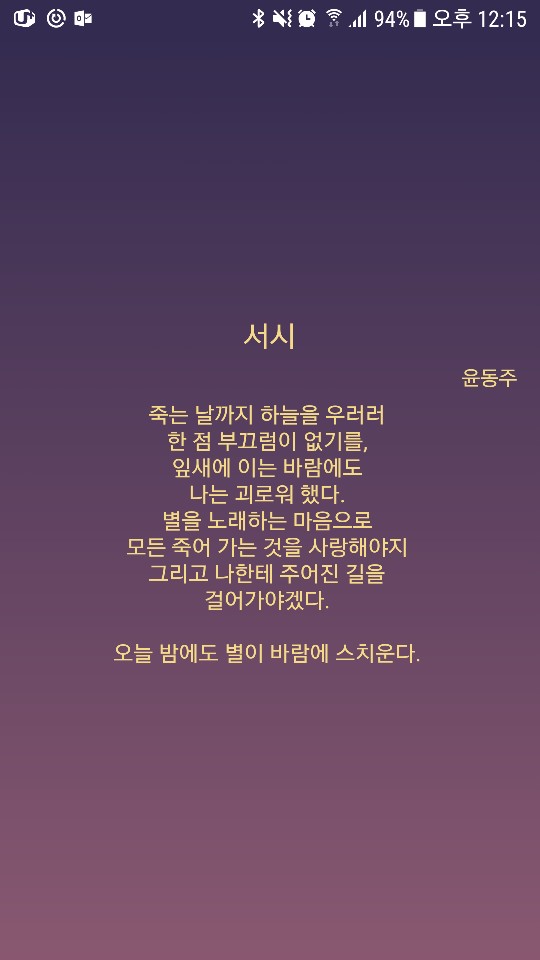 94% 오후 12:15
서시
윤동주
죽는 날까지 하늘을 우러러
한 점 부끄럼이 없기를,
잎새에 이는 바람에도
나는 괴로워 했다.
별을 노래하는 마음으로
모든 죽어 가는 것을 사랑해야지
그리고 나한테 주어진 길을
걸어가야겠다.
오늘 밤에도 별이 바람에 스치운다.